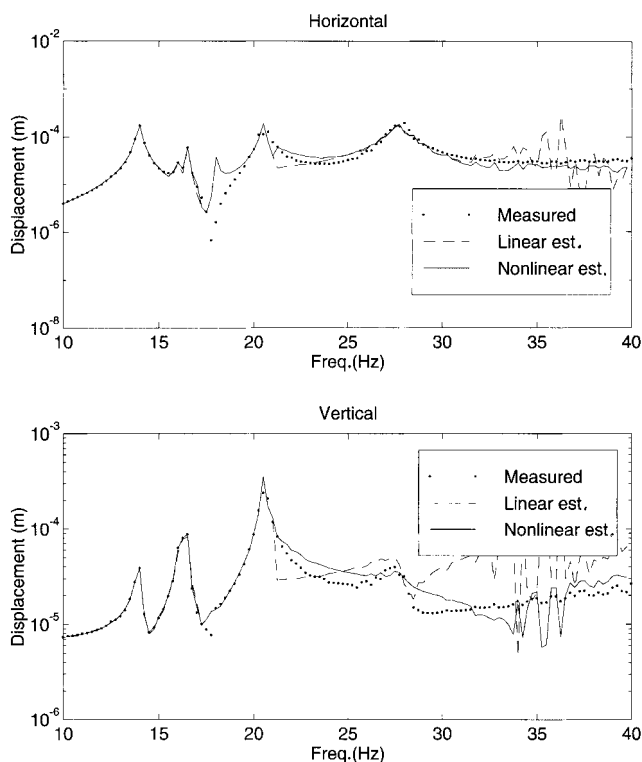 Horizontal
10^-2
10^-4
10^-6
10^-8
Displacement (m)
Measured
Linear est.
Nonlinear est.
10 15 20 25 30 35 40
Freq.(Hz)
Vertical
10^-3
10^-4
10^-5
10^-6
Displacement (m)
Measured
Linear est.
Nonlinear est.
10 15 20 25 30 35 40
Freq.(Hz)